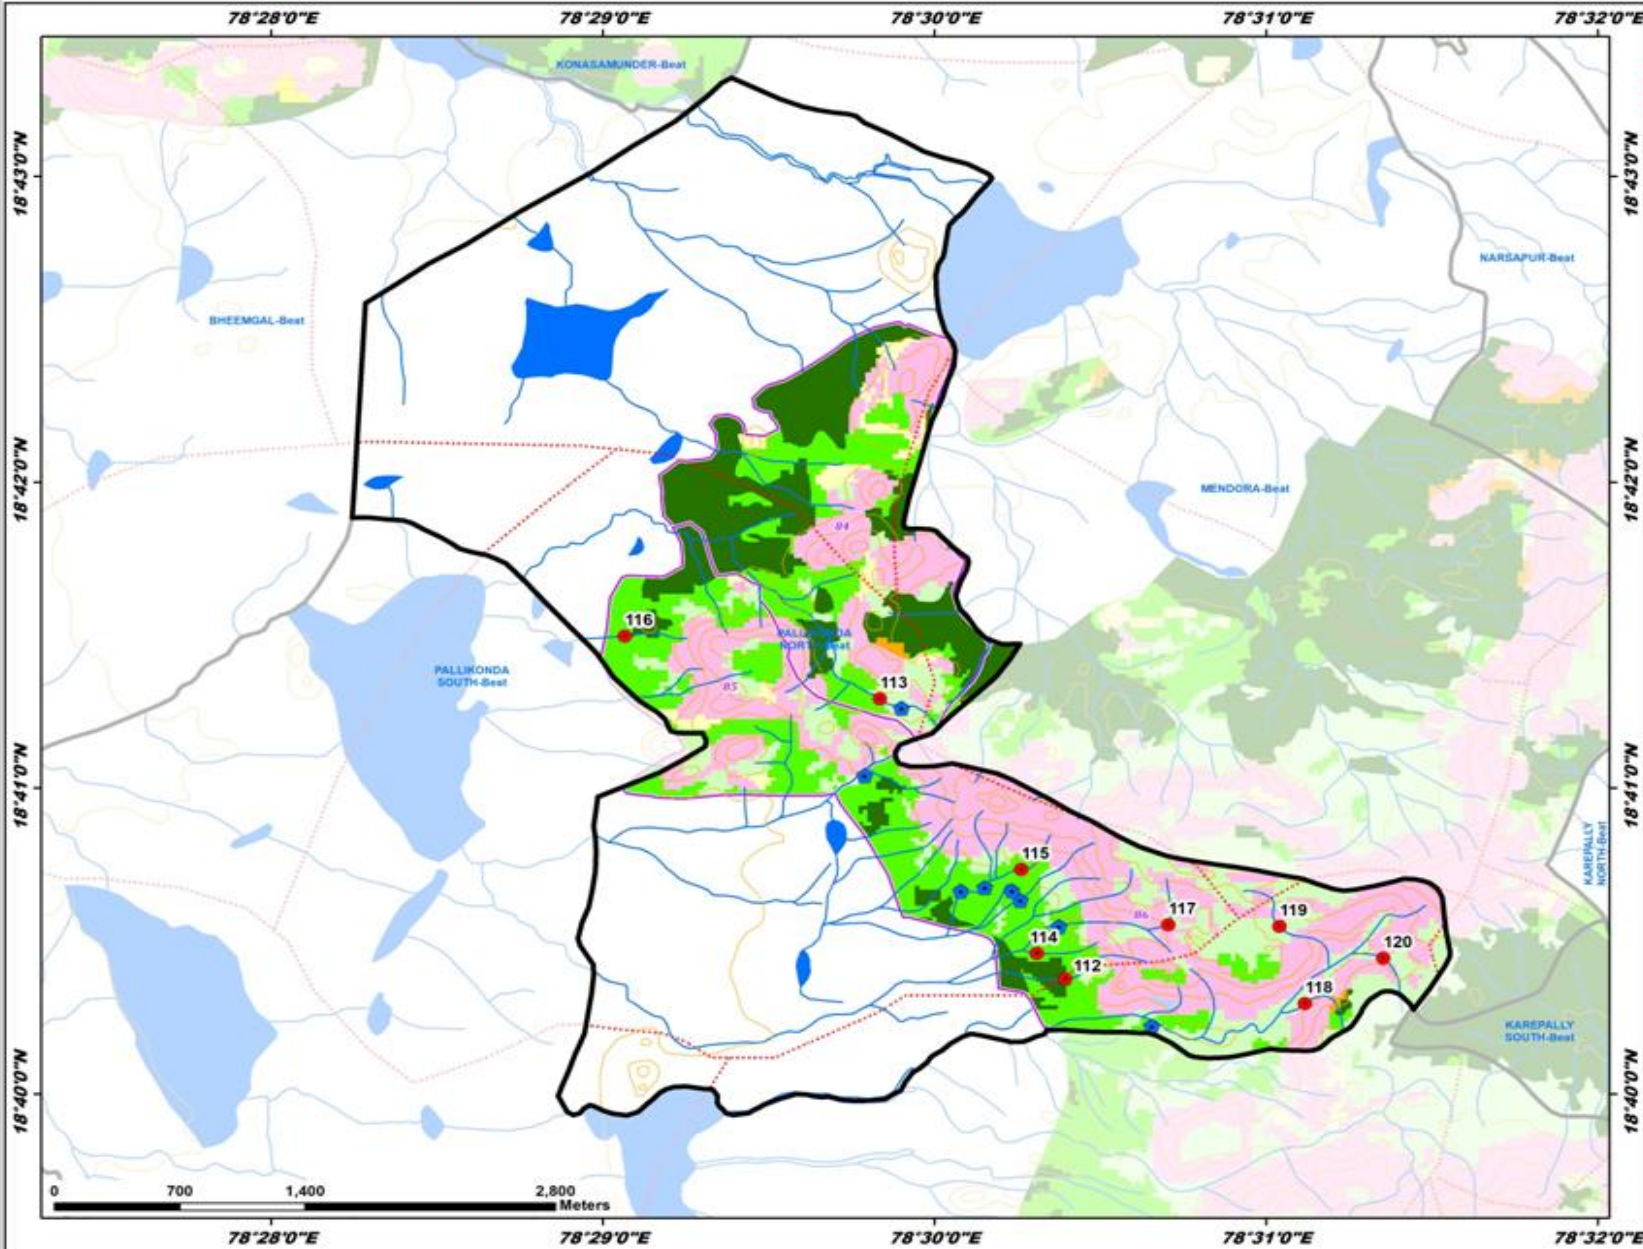 78°28'0"E
78°29'0"E
78°30'0"E
78°31'0"E
78°32'0"E
KONASAMUNDER-Beat
18°43'0"N
18°43'0"N
NARSAPUR-Beat
BHEEMGAL-Beat
18°42'0"N
MENDORA-Beat
18°42'0"N
84
116
PALLIKONDA
NORTH-Beat
PALLIKONDA
SOUTH-Beat
85
113
18°41'0"N
18°41'0"N
KAREPALLY
NORTH-Beat
115
86
117
119
114
112
120
118
KAREPALLY
SOUTH-Beat
18°40'0"N
18°40'0"N
0
700
1,400
2,800
Meters
78°28'0"E
78°29'0"E
78°30'0"E
78°31'0"E
78°32'0"E